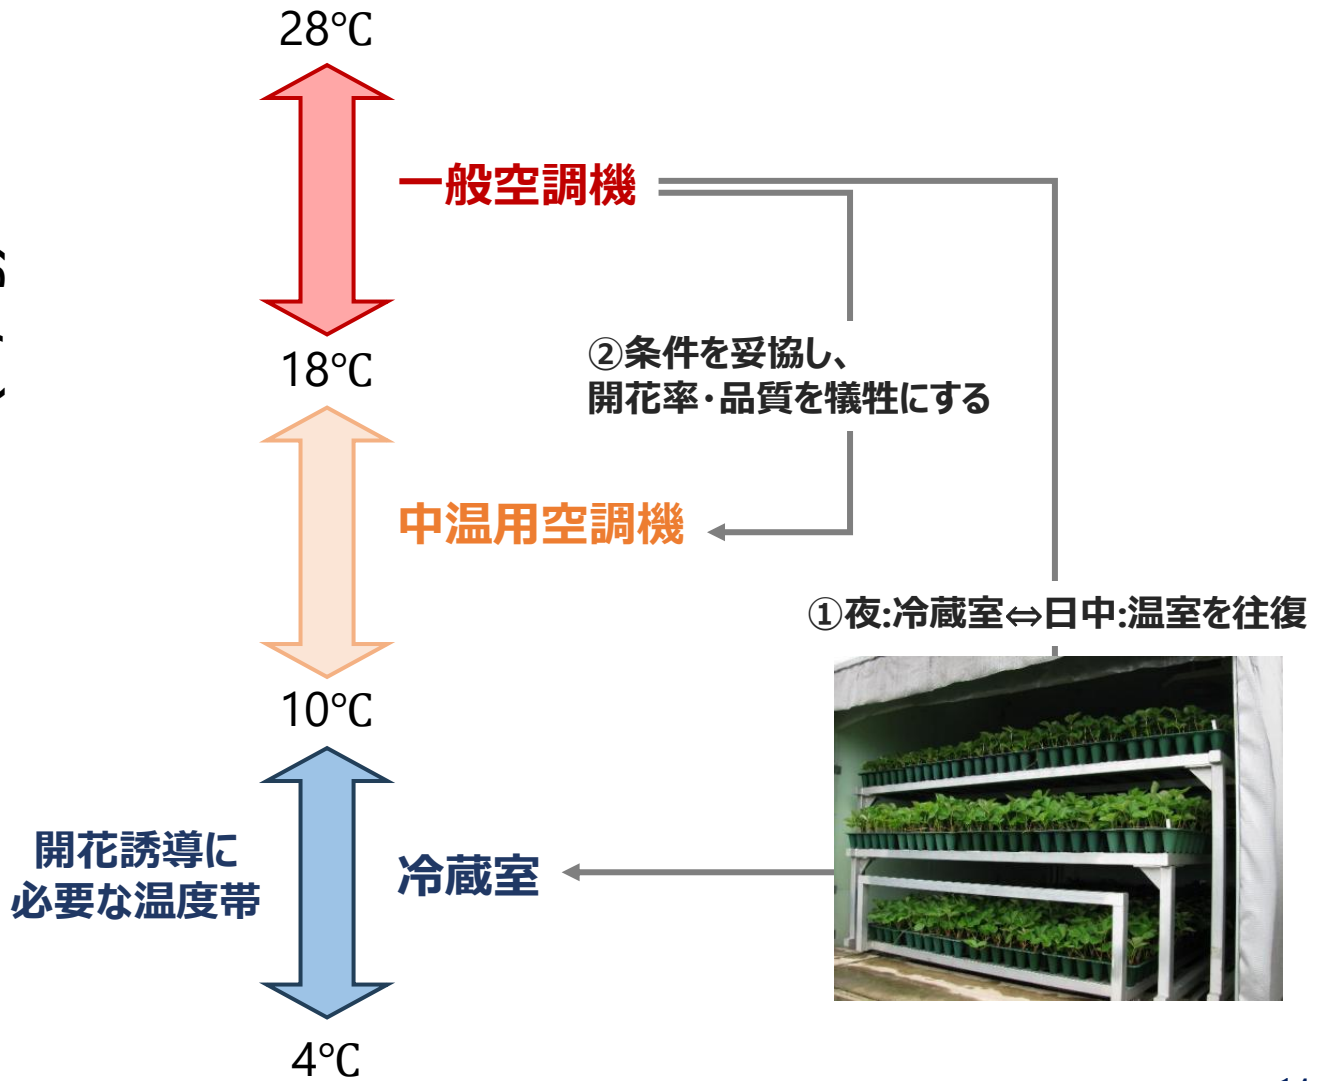 28℃
一般空調機
18℃
②条件を妥協し、
開花率・品質を犠牲にする
中温用空調機
①夜:冷蔵室⇔日中:温室を往復
10℃
開花誘導に
必要な温度帯
冷蔵室
4℃